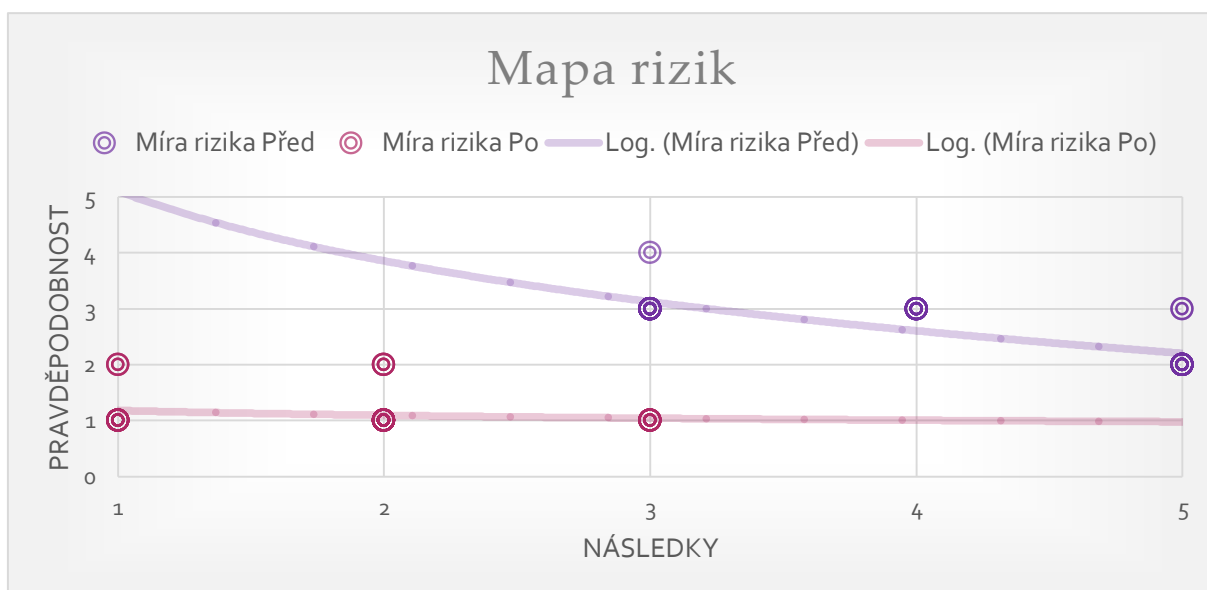 Mapa rizik
Míra rizika Před Míra rizika Po Log. (Míra rizika Před) Log. (Míra rizika Po)
PRAVDĚPODOBNOST
5
4
3
2
1
0
1 2 3 4 5
NÁSLEDKY